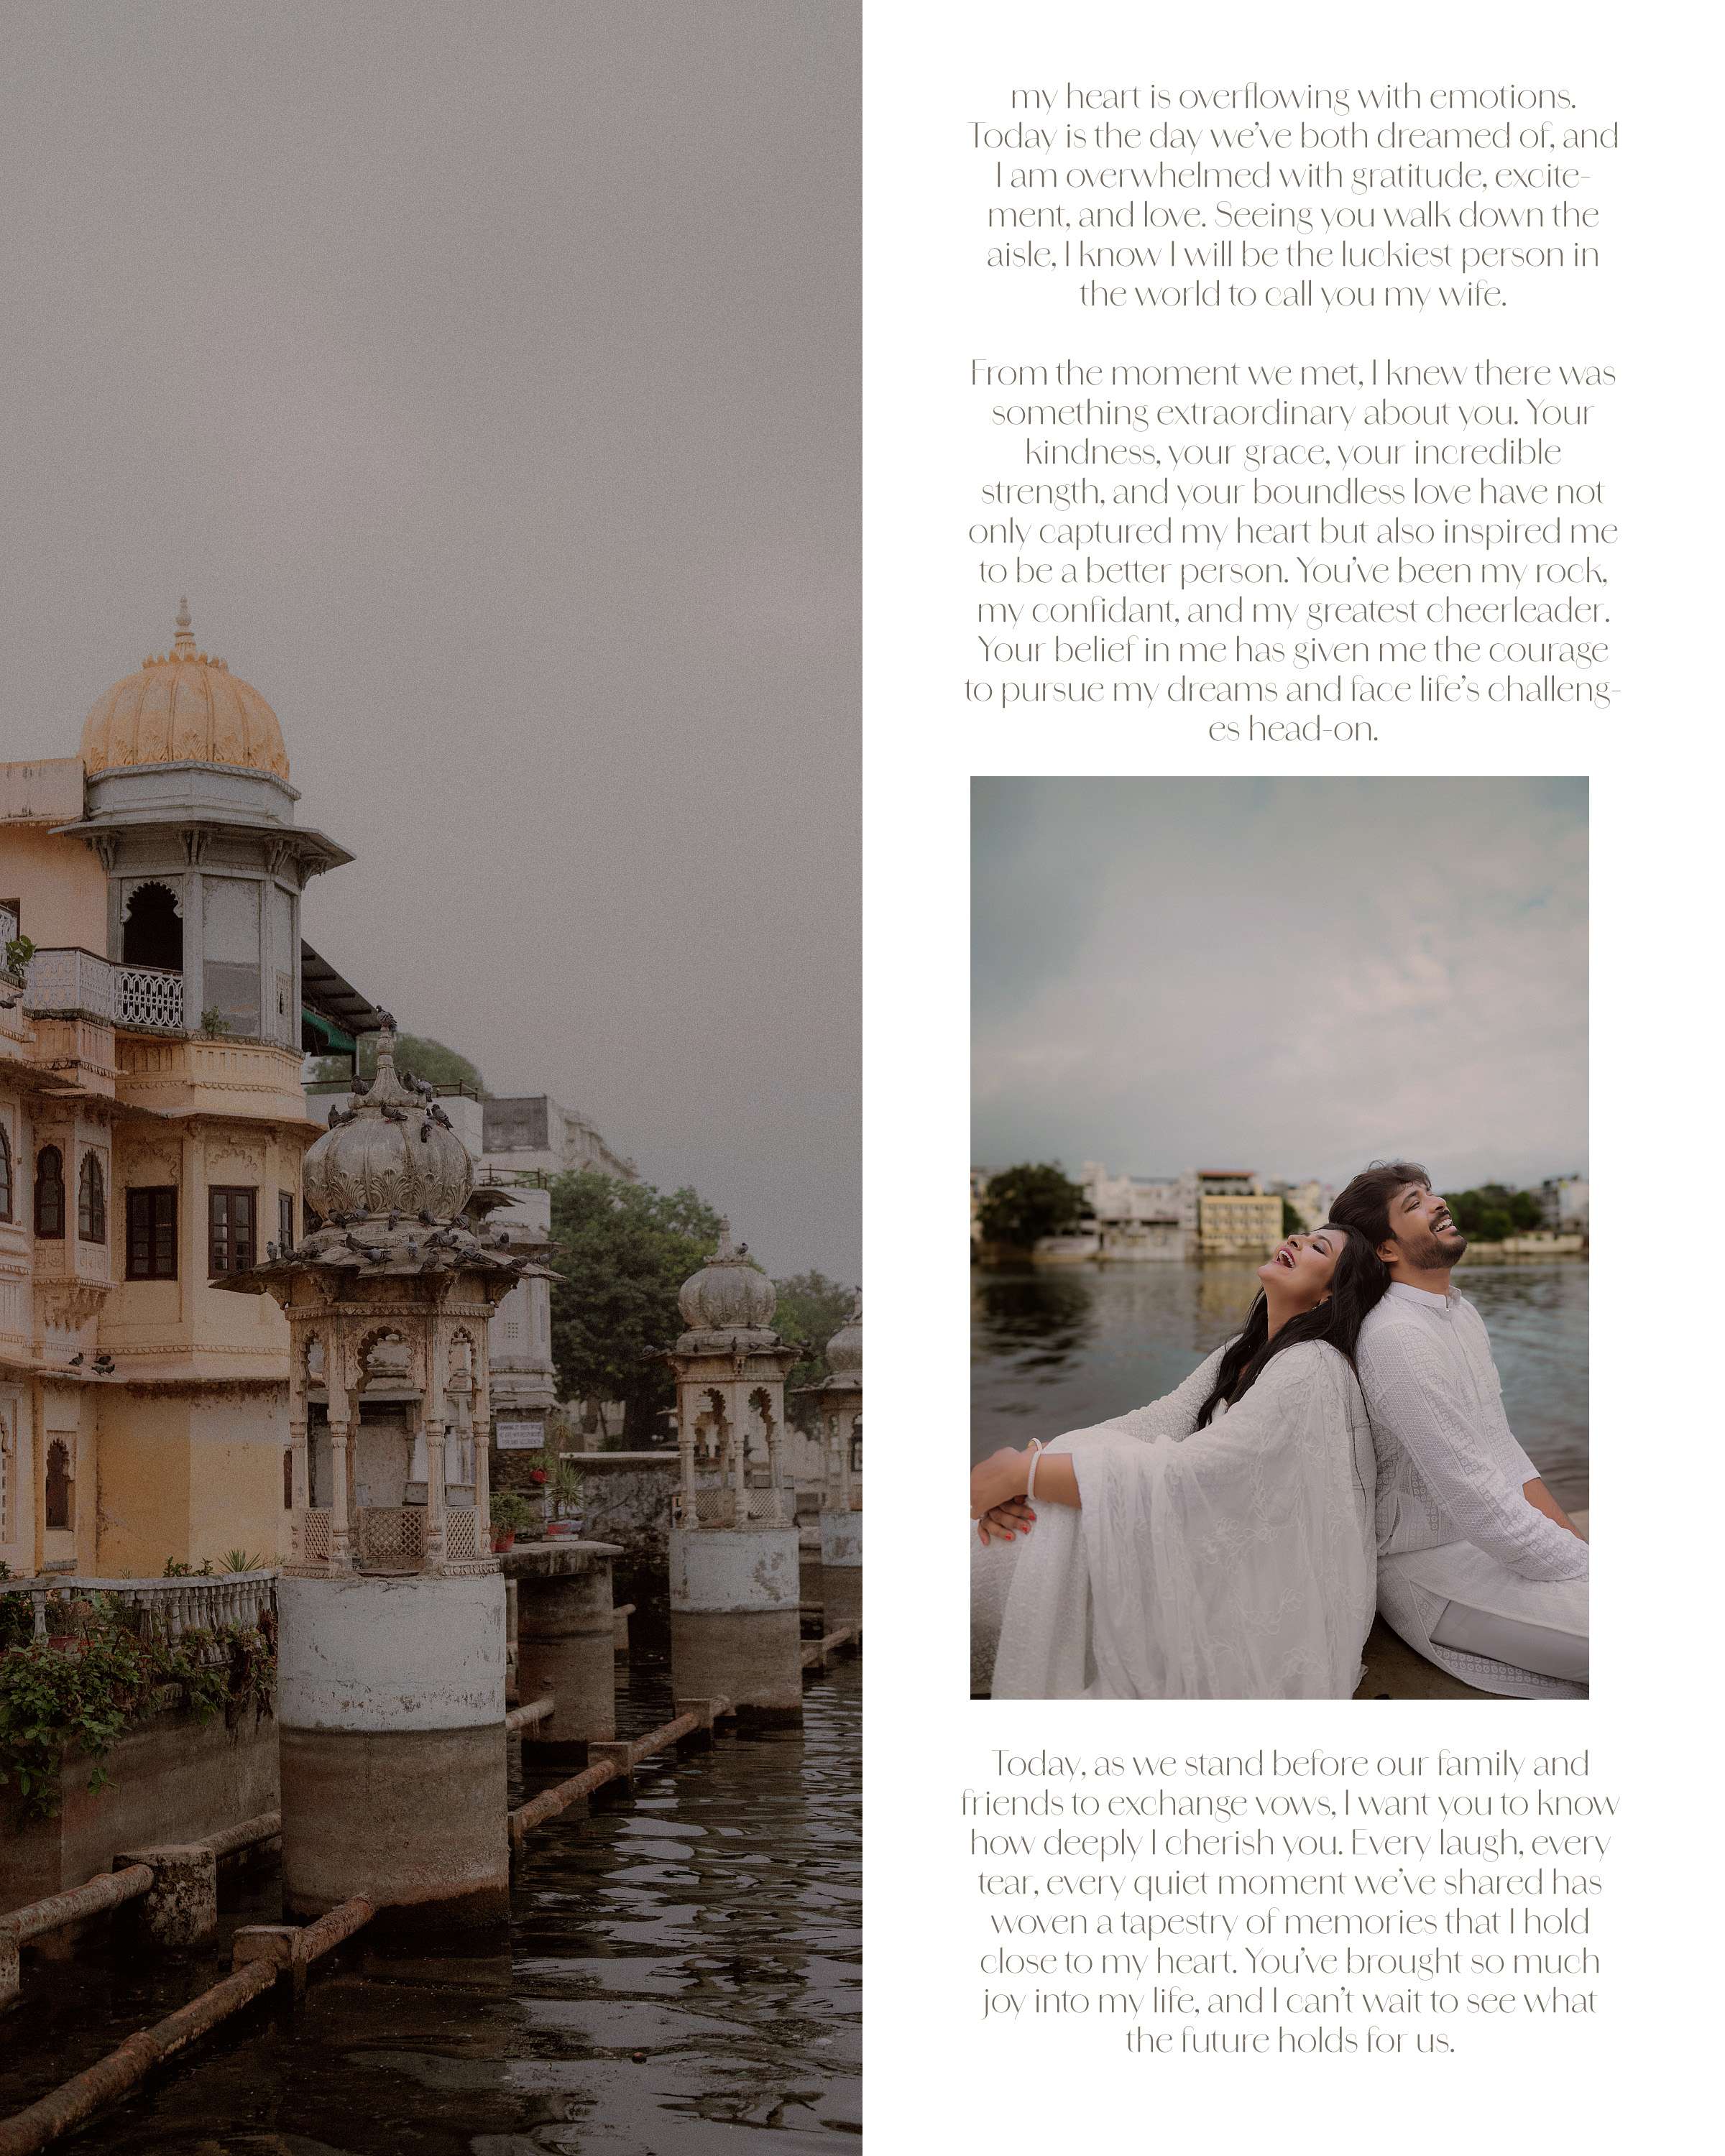 my heart is overflowing with emotions.
Today is the day we've both dreamed of, and
I am overwhelmed with gratitude, excite-
ment, and love. Seeing you walk down the
aisle, I know I will be the luckiest person in
the world to call you my wife.
From the moment we met, I knew there was
something extraordinary about you. Your
kindness, your grace, your incredible
strength, and your boundless love have not
only captured my heart but also inspired me
to be a better person. You've been my rock,
my confidant, and my greatest cheerleader.
Your belief in me has given me the courage
to pursue my dreams and face life's challeng-
es head-on.
Today, as we stand before our family and
friends to exchange vows, I want you to know
how deeply I cherish you. Every laugh, every
tear, every quiet moment we've shared has
woven a tapestry of memories that I hold
close to my heart. You've brought so much
joy into my life, and I can't wait to see what
the future holds for us.